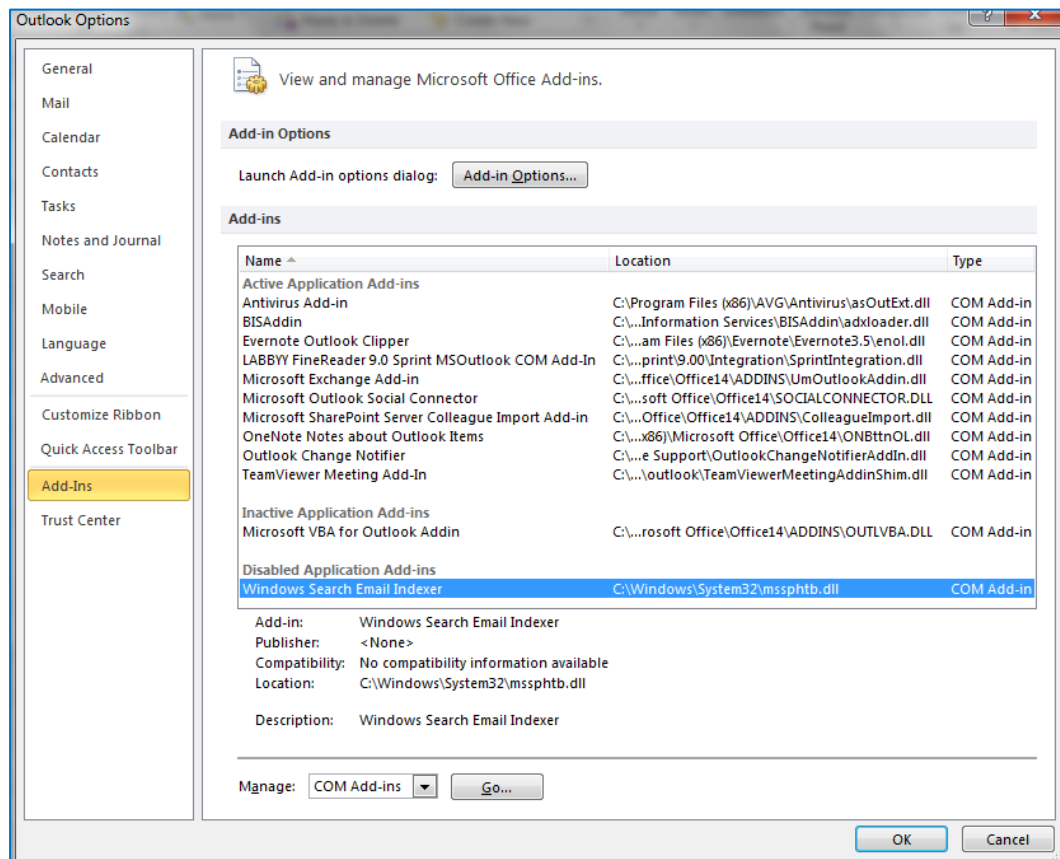 Outlook Options
General
Mail
Calendar
Contacts
Tasks
Notes and Journal
Search
Mobile
Language
Advanced
Customize Ribbon
Quick Access Toolbar
Add-Ins
Trust Center
View and manage Microsoft Office Add-ins.
Add-in Options
Launch Add-in options dialog: Add-in Options...
Add-ins
Name Location Type
Active Application Add-ins
Antivirus Add-in C:\Program Files (x86)\AVG\Antivirus\asOutExt.dll COM Add-in
BISAddin C:\...Information Services\BISAddin\adxloader.dll COM Add-in
Evernote Outlook Clipper C:\...am Files (x86)\Evernote\Evernote3.5\enol.dll COM Add-in
LABBYY FineReader 9.0 Sprint MSOutlook COM Add-In C:\...print\9.00\Integration\SprintIntegration.dll COM Add-in
Microsoft Exchange Add-in C:\...ffice\Office14\ADDINS\UmOutlookAddin.dll COM Add-in
Microsoft Outlook Social Connector C:\...soft Office\Office14\SOCIALCONNECTOR.DLL COM Add-in
Microsoft SharePoint Server Colleague Import Add-in C:\...Office\Office14\ADDINS\ColleagueImport.dll COM Add-in
OneNote Notes about Outlook Items C:\...x86)\Microsoft Office\Office14\ONBttnOL.dll COM Add-in
Outlook Change Notifier C:\...e Support\OutlookChangeNotifierAddIn.dll COM Add-in
TeamViewer Meeting Add-In C:\...\outlook\TeamViewerMeetingAddinShim.dll COM Add-in
Inactive Application Add-ins
Microsoft VBA for Outlook Addin C:\...rosoft Office\Office14\ADDINS\OUTLVBA.DLL COM Add-in
Disabled Application Add-ins
Windows Search Email Indexer C:\Windows\System32\mssphtb.dll COM Add-in
Add-in: Windows Search Email Indexer
Publisher: <None>
Compatibility: No compatibility information available
Location: C:\Windows\System32\mssphtb.dll
Description: Windows Search Email Indexer
Manage: COM Add-ins Go...
OK Cancel